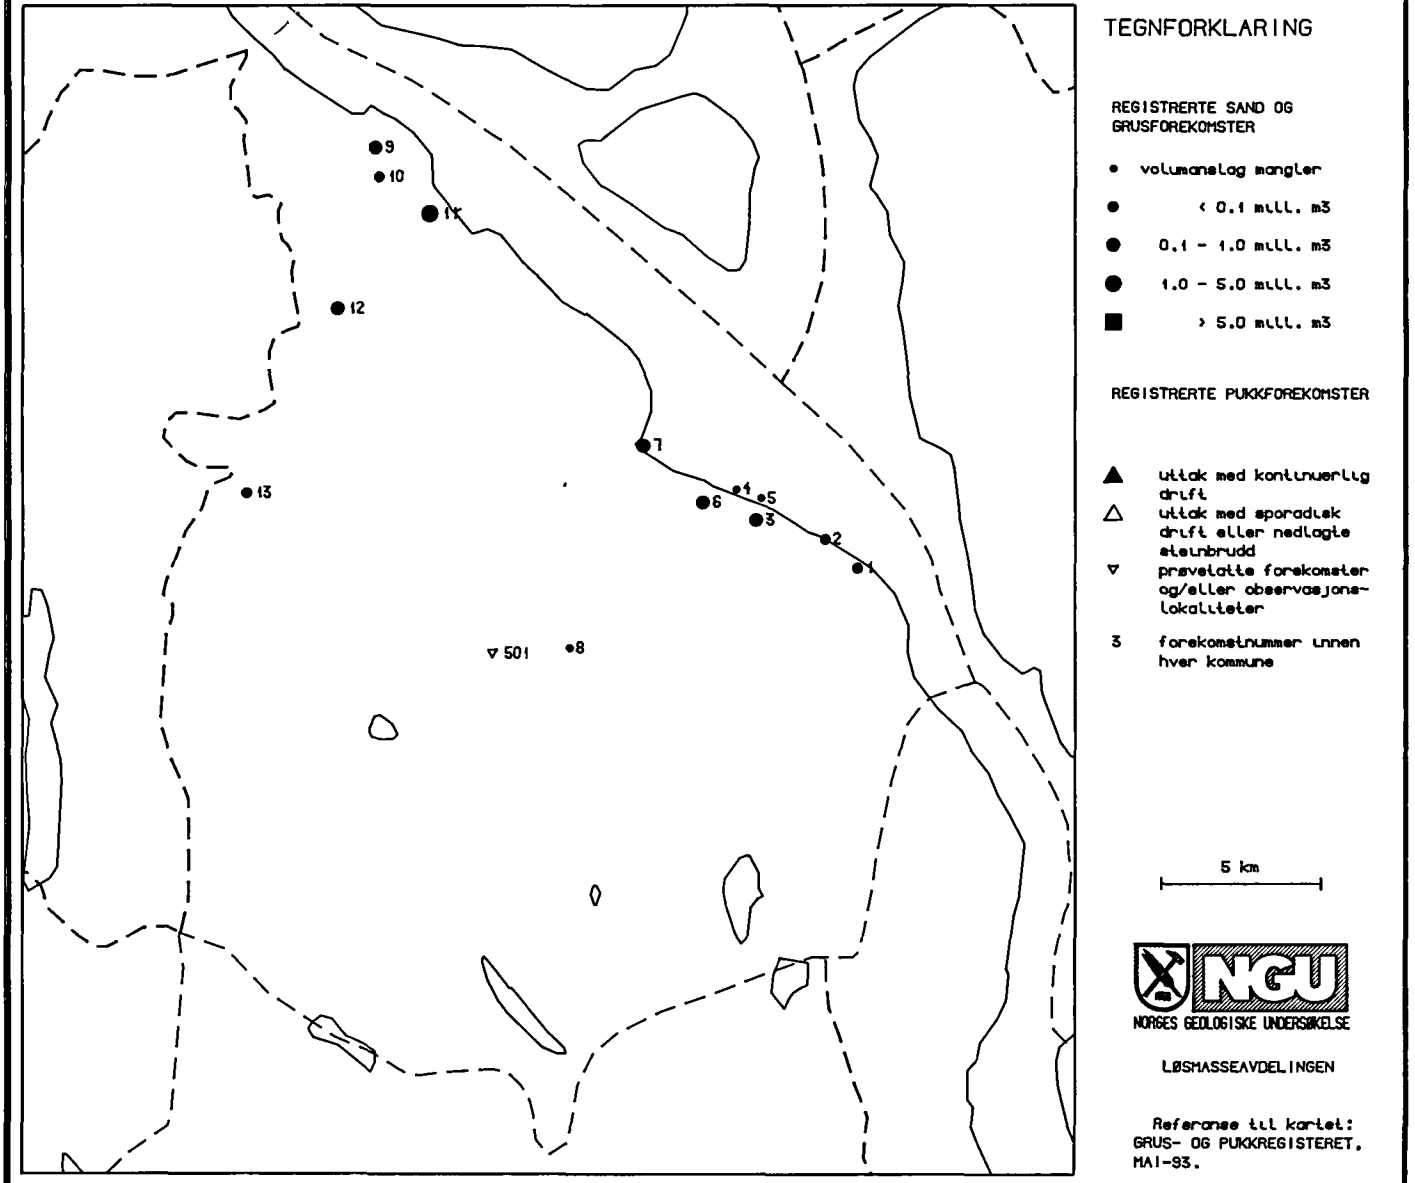 TEGNFORKLARING
REGISTRERTE SAND OG
GRUSFOREKOMSTER
volumanslag mangler
< 0.1 mill. m3
0.1 - 1.0 mill. m3
1.0 - 5.0 mill. m3
> 5.0 mill. m3
REGISTRERTE PUKKFOREKOMSTER
uttak med kontinuerlig
drift
uttak med sporadisk
drift eller nedlagte
steinbrudd
prøvetatte forekomster
og/eller observasjons-
lokaliteter
3 forekomstnummer innen
hver kommune
5 km
NGU
NORGES GEOLOGISKE UNDERSØKELSE
LØSMASSEAVDELINGEN
Referanse til kartet:
GRUS- OG PUKKREGISTERET,
MAI-93.
9
10
11
12
7
13
4
5
6
3
2
1
501
8